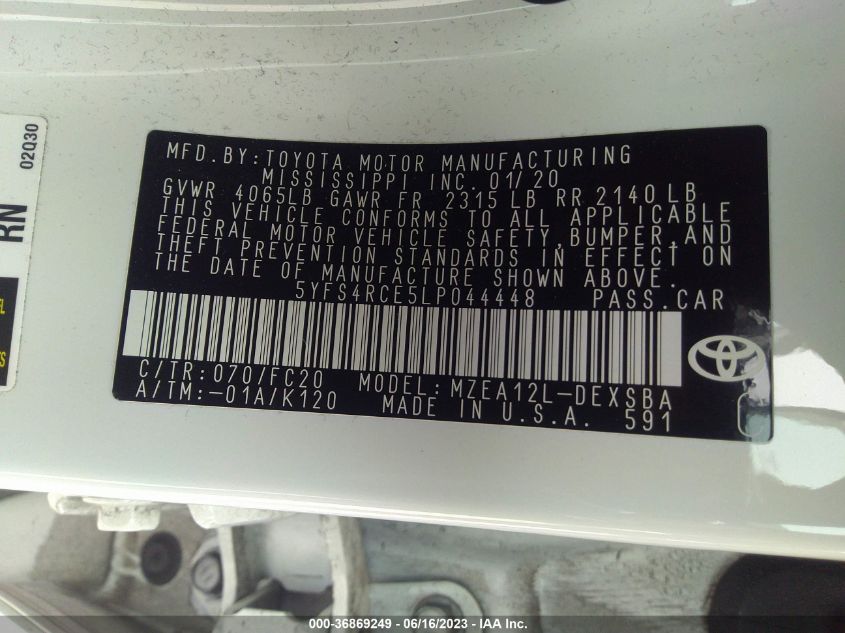 MFD. BY: TOYOTA MOTOR MANUFACTURING
MISSISSIPPI INC. 01/20
GVWR 4065LB GAWR FR 2315 LB RR 2140 LB
THIS VEHICLE CONFORMS TO ALL APPLICABLE
FEDERAL MOTOR VEHICLE SAFETY, BUMPER, AND
THEFT PREVENTION STANDARDS IN EFFECT ON
THE DATE OF MANUFACTURE SHOWN ABOVE.
5YFS4RCE5LP044448 PASS. CAR
C/TR: 070/FC20 MODEL: MZEA12L-DEXSBA
A/TM: -01A/K120 MADE IN U.S.A. 591
02Q30
RN
000-36869249 - 06/16/2023 - IAA Inc.